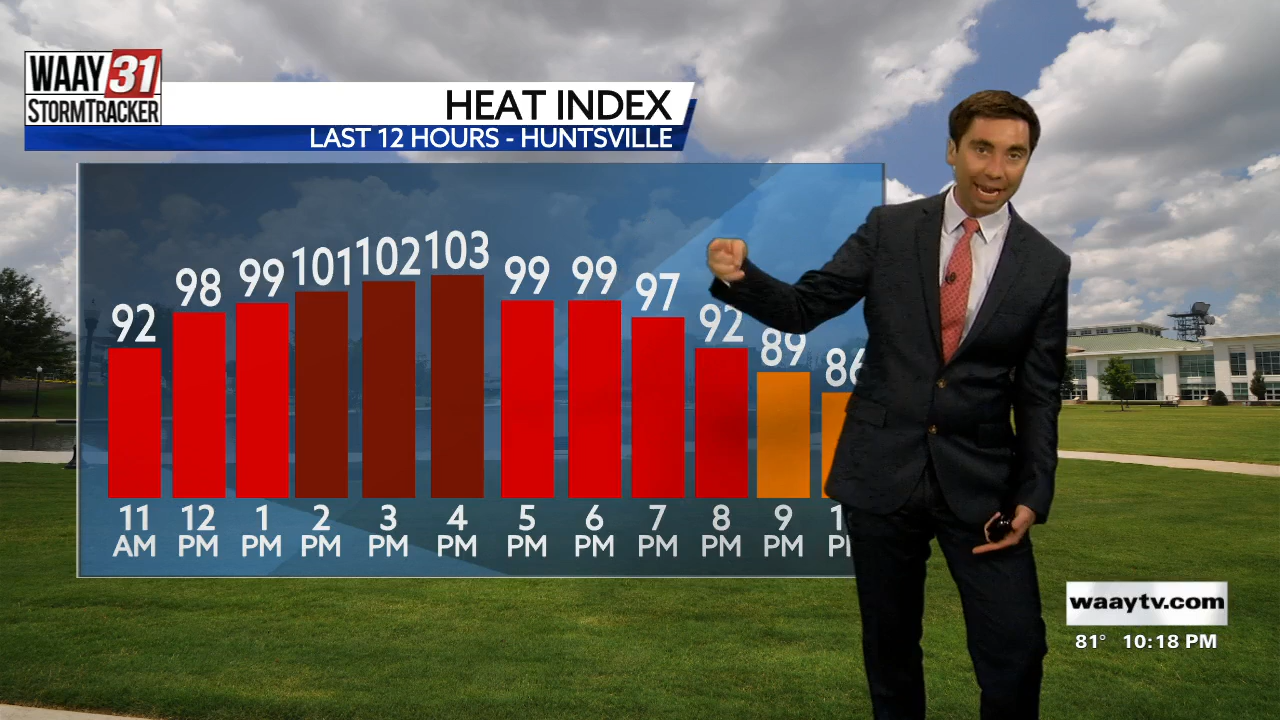 WAAY 31
STORMTRACKER
HEAT INDEX
LAST 12 HOURS - HUNTSVILLE
92 98 99 101 102 103 99 99 97 92 89 86
11 12 1 2 3 4 5 6 7 8 9
AM PM PM PM PM PM PM PM PM PM PM
waaytv.com
81° 10:18 PM